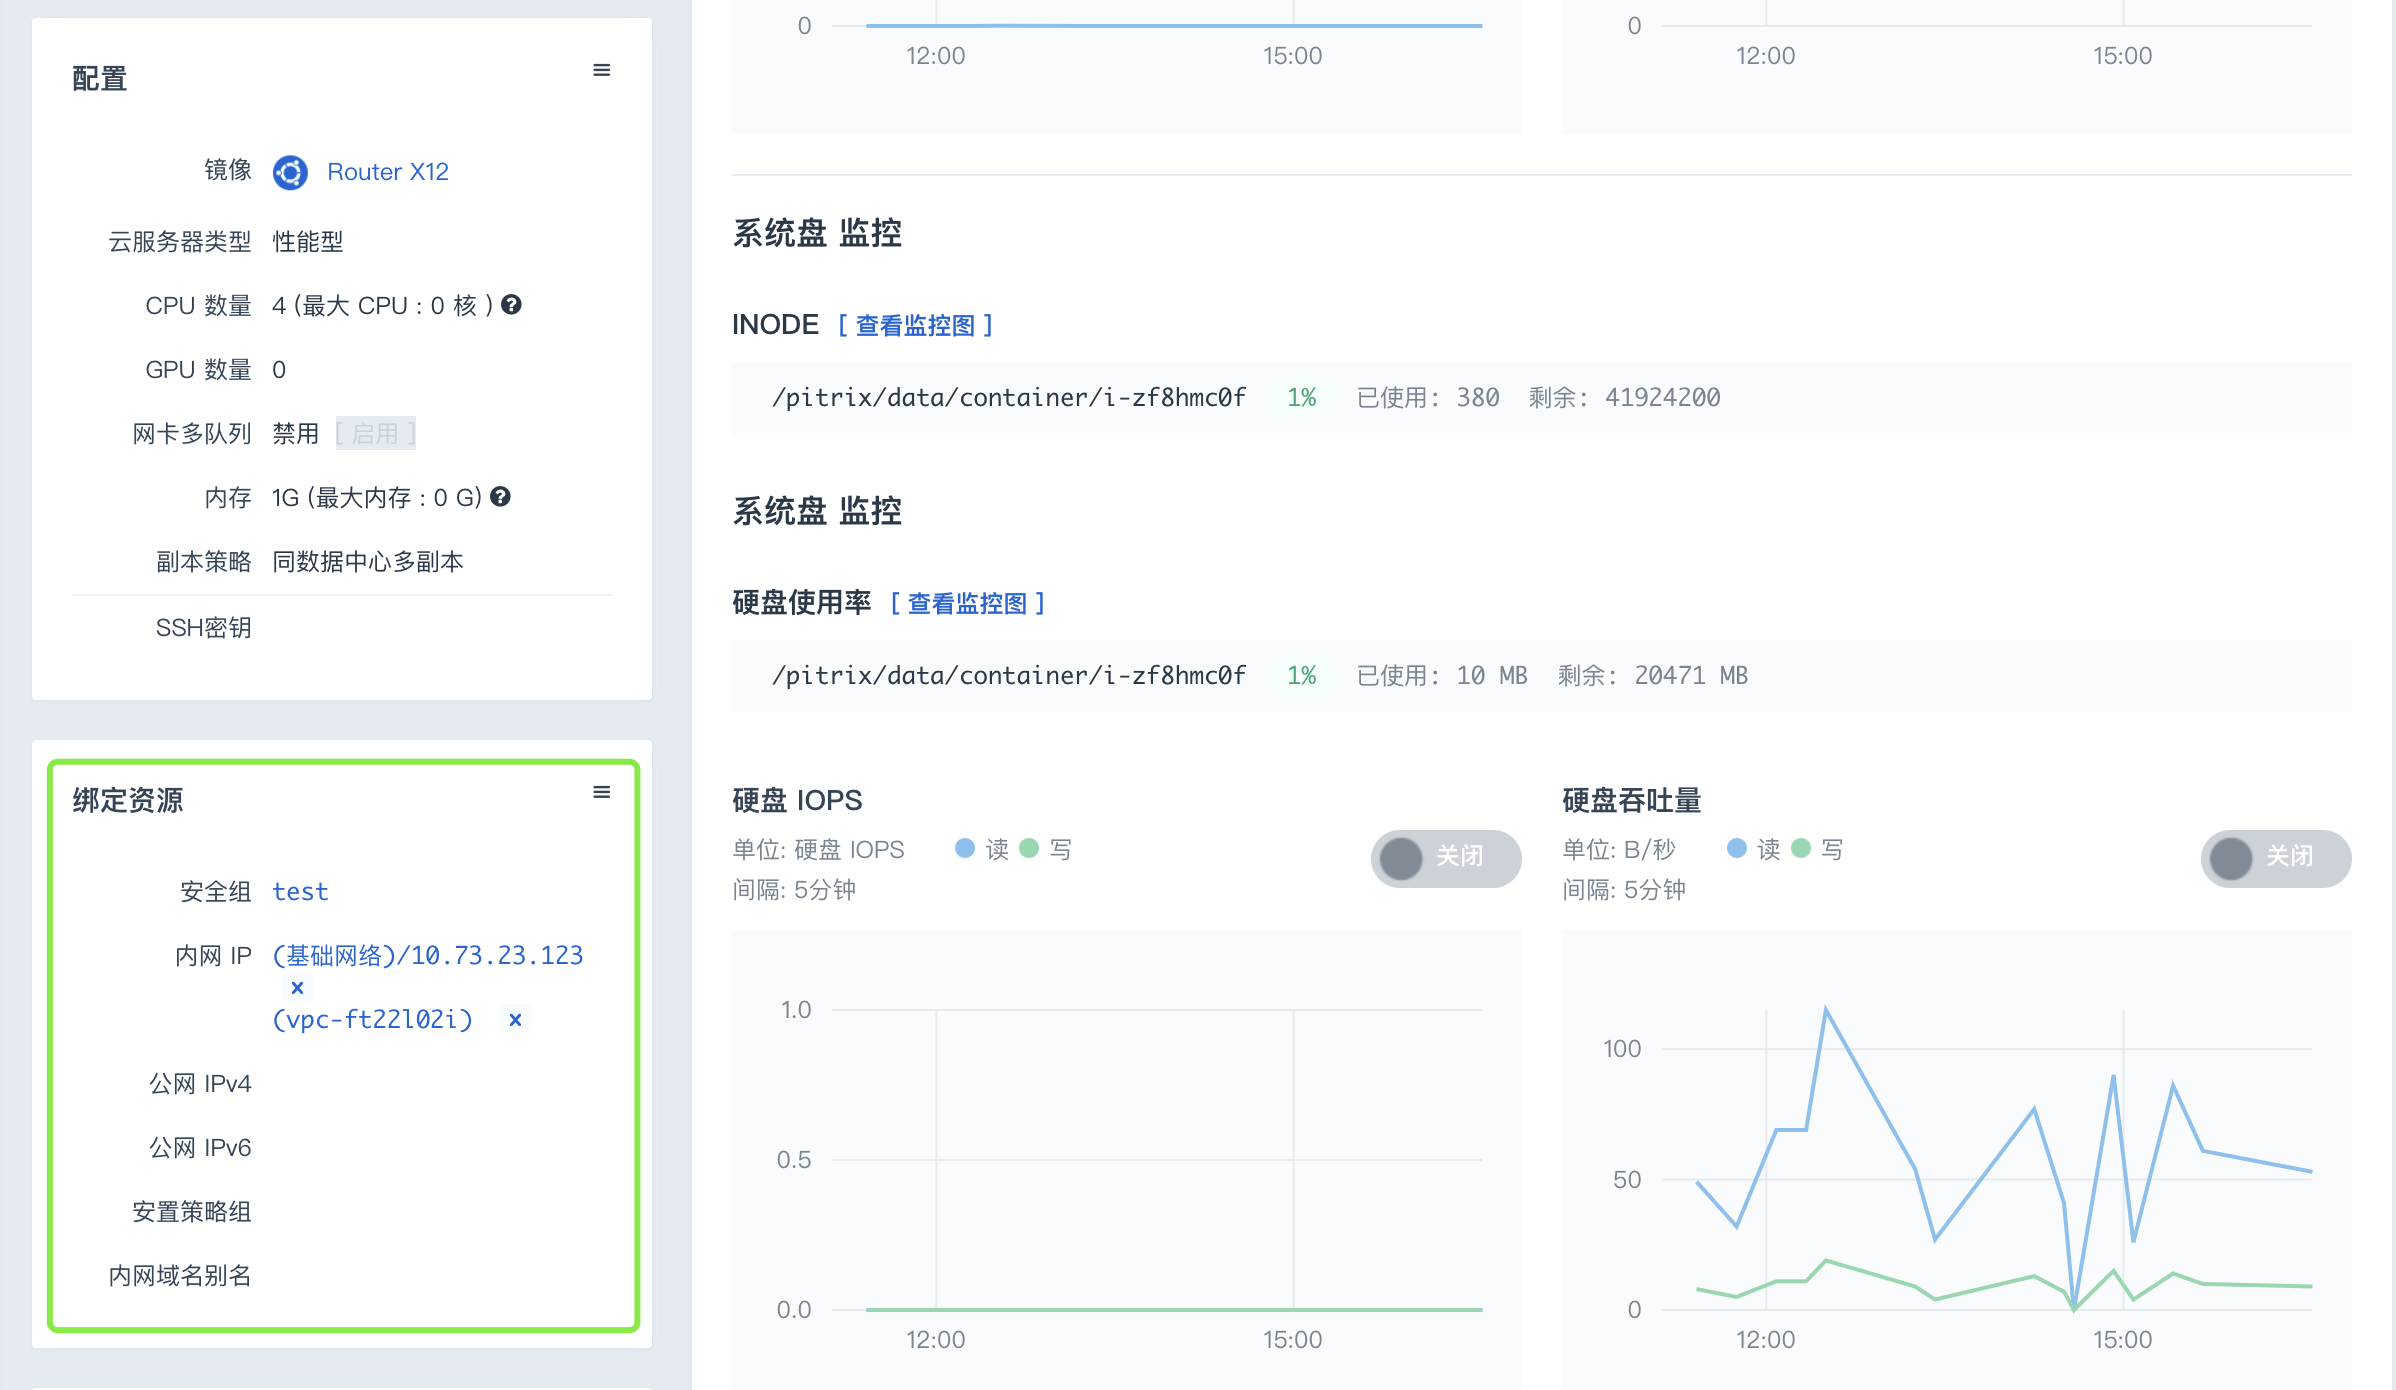 配置
镜像 Router X12
云服务器类型 性能型
CPU 数量 4 (最大 CPU : 0 核 )
GPU 数量 0
网卡多队列 禁用 [ 启用 ]
内存 1G (最大内存 : 0 G)
副本策略 同数据中心多副本
SSH密钥
绑定资源
安全组 test
内网 IP (基础网络)/10.73.23.123
(vpc-ft22l02i)
公网 IPv4
公网 IPv6
安置策略组
内网域名别名
0
12:00 15:00
0
12:00 15:00
系统盘 监控
INODE [ 查看监控图 ]
/pitrix/data/container/i-zf8hmc0f 1% 已使用: 380 剩余: 41924200
系统盘 监控
硬盘使用率 [ 查看监控图 ]
/pitrix/data/container/i-zf8hmc0f 1% 已使用: 10 MB 剩余: 20471 MB
硬盘 IOPS
单位: 硬盘 IOPS 读 写
间隔: 5分钟
关闭
1.0
0.5
0.0
12:00 15:00
硬盘吞吐量
单位: B/秒 读 写
间隔: 5分钟
关闭
100
50
0
12:00 15:00